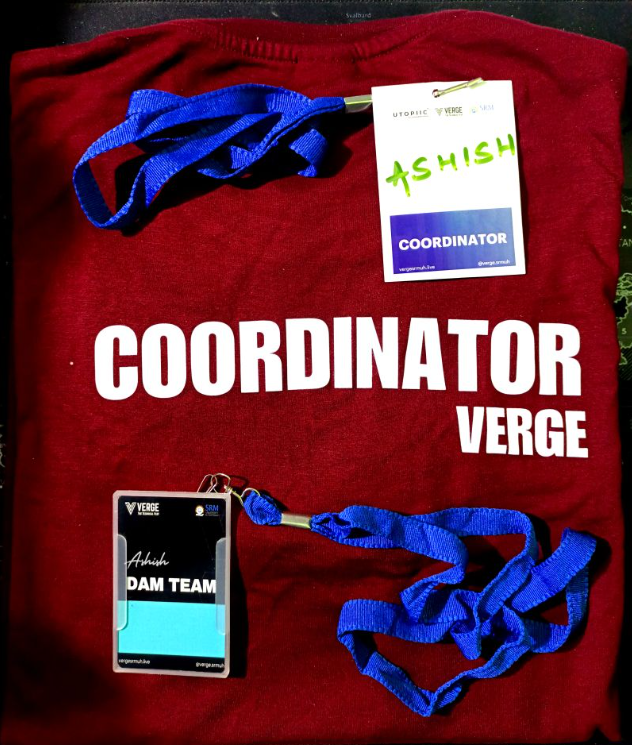 Svalbard
UTOPIIC VERGE SRM
ASHISH
COORDINATOR
vergesrmuh.live @verge.srmuh
COORDINATOR
VERGE
VERGE SRM
Ashish
DAM TEAM
vergesrmuh.live @verge.srmuh